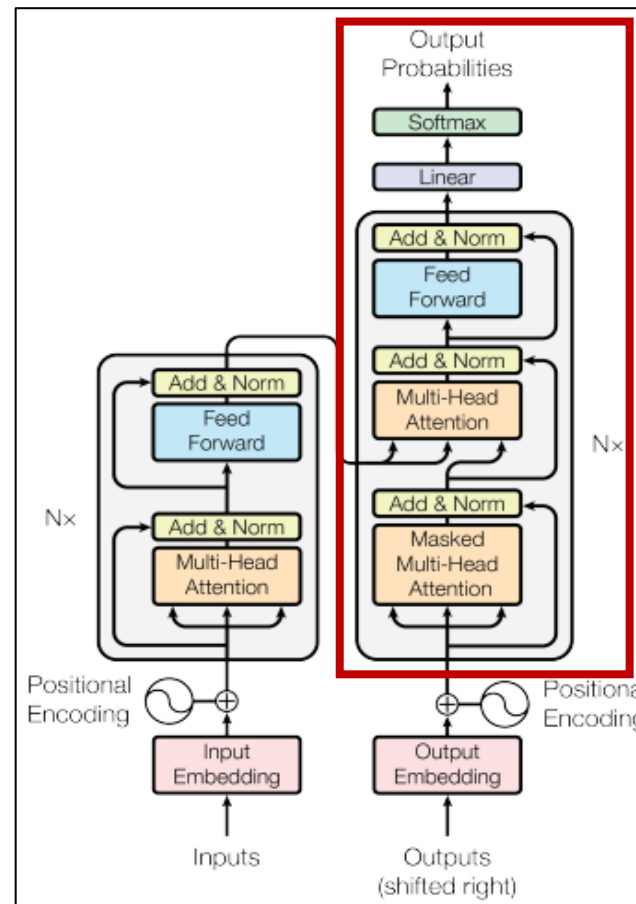 Output
Probabilities
Softmax
Linear
Add & Norm
Feed
Forward
Add & Norm
Multi-Head
Attention
Add & Norm
Masked
Multi-Head
Attention
N×
Add & Norm
Feed
Forward
Add & Norm
Multi-Head
Attention
N×
Positional
Encoding
Input
Embedding
Inputs
Positiona
Encoding
Output
Embedding
Outputs
(shifted right)